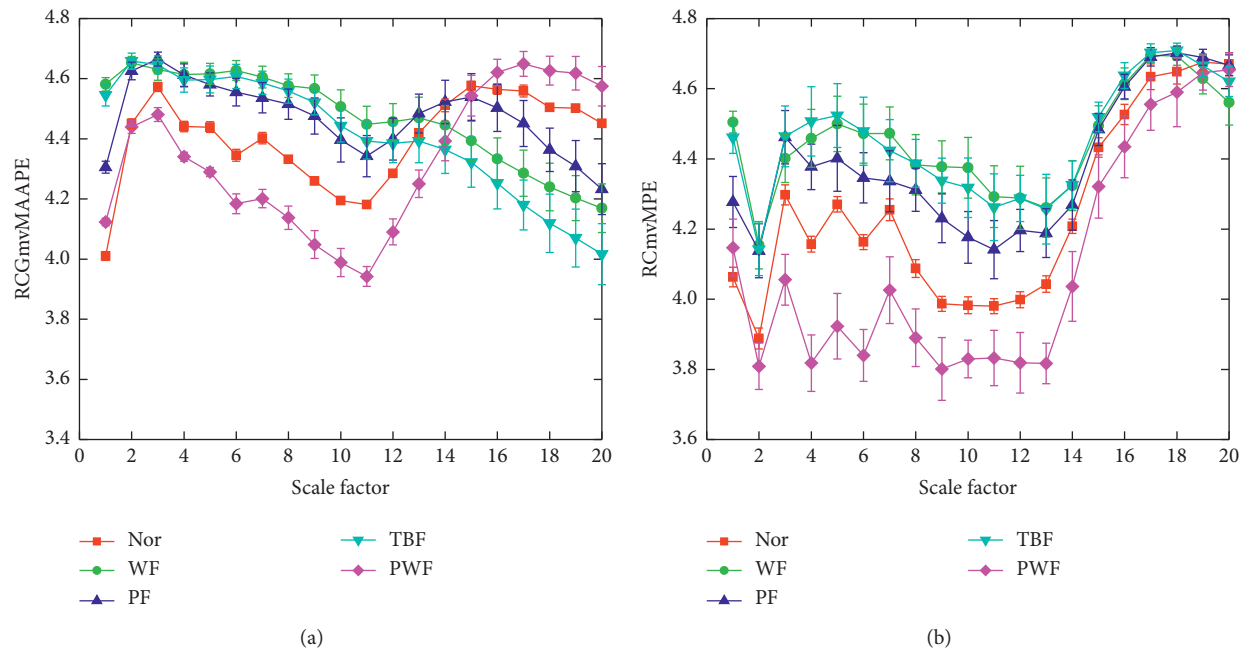 4.8
4.6
4.4
4.2
4.0
3.8
3.6
3.4
RCGmvMAAPE
0 2 4 6 8 10 12 14 16 18 20
Scale factor
Nor
WF
PF
TBF
PWF
(a)
4.8
4.6
4.4
4.2
4.0
3.8
3.6
RCmvMPE
0 2 4 6 8 10 12 14 16 18 20
Scale factor
Nor
WF
PF
TBF
PWF
(b)